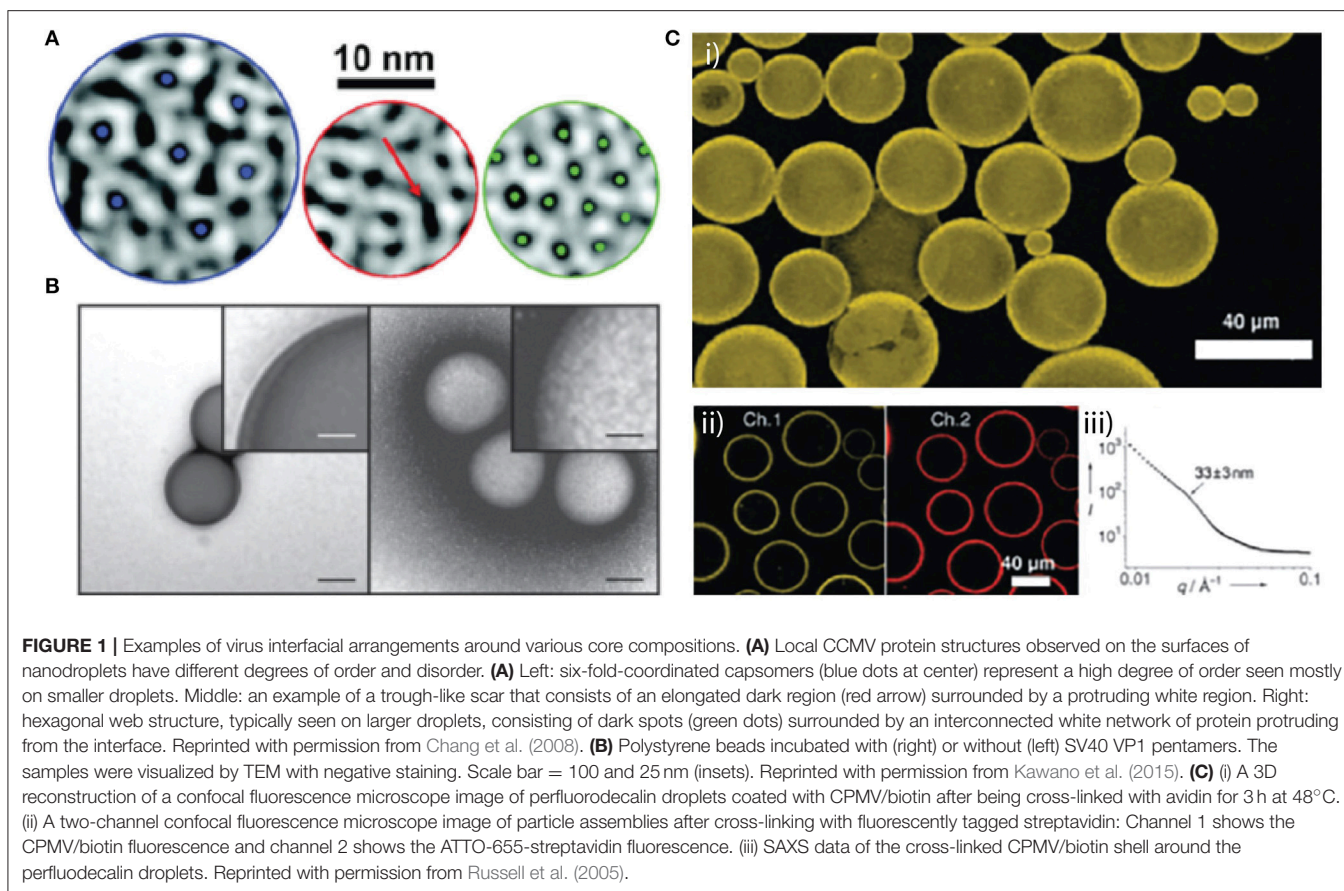 A
10 nm
B
C
i)
40 µm
ii)
Ch.1
Ch.2
40 µm
iii)
10³
33±3nm
I
10²
10¹
0.01
q/Å⁻¹
0.1
FIGURE 1 | Examples of virus interfacial arrangements around various core compositions. (A) Local CCMV protein structures observed on the surfaces of
nanodroplets have different degrees of order and disorder. (A) Left: six-fold-coordinated capsomers (blue dots at center) represent a high degree of order seen mostly
on smaller droplets. Middle: an example of a trough-like scar that consists of an elongated dark region (red arrow) surrounded by a protruding white region. Right:
hexagonal web structure, typically seen on larger droplets, consisting of dark spots (green dots) surrounded by an interconnected white network of protein protruding
from the interface. Reprinted with permission from Chang et al. (2008). (B) Polystyrene beads incubated with (right) or without (left) SV40 VP1 pentamers. The
samples were visualized by TEM with negative staining. Scale bar = 100 and 25 nm (insets). Reprinted with permission from Kawano et al. (2015). (C) (i) A 3D
reconstruction of a confocal fluorescence microscope image of perfluorodecalin droplets coated with CPMV/biotin after being cross-linked with avidin for 3 h at 48°C.
(ii) A two-channel confocal fluorescence microscope image of particle assemblies after cross-linking with fluorescently tagged streptavidin: Channel 1 shows the
CPMV/biotin fluorescence and channel 2 shows the ATTO-655-streptavidin fluorescence. (iii) SAXS data of the cross-linked CPMV/biotin shell around the
perfluodecalin droplets. Reprinted with permission from Russell et al. (2005).